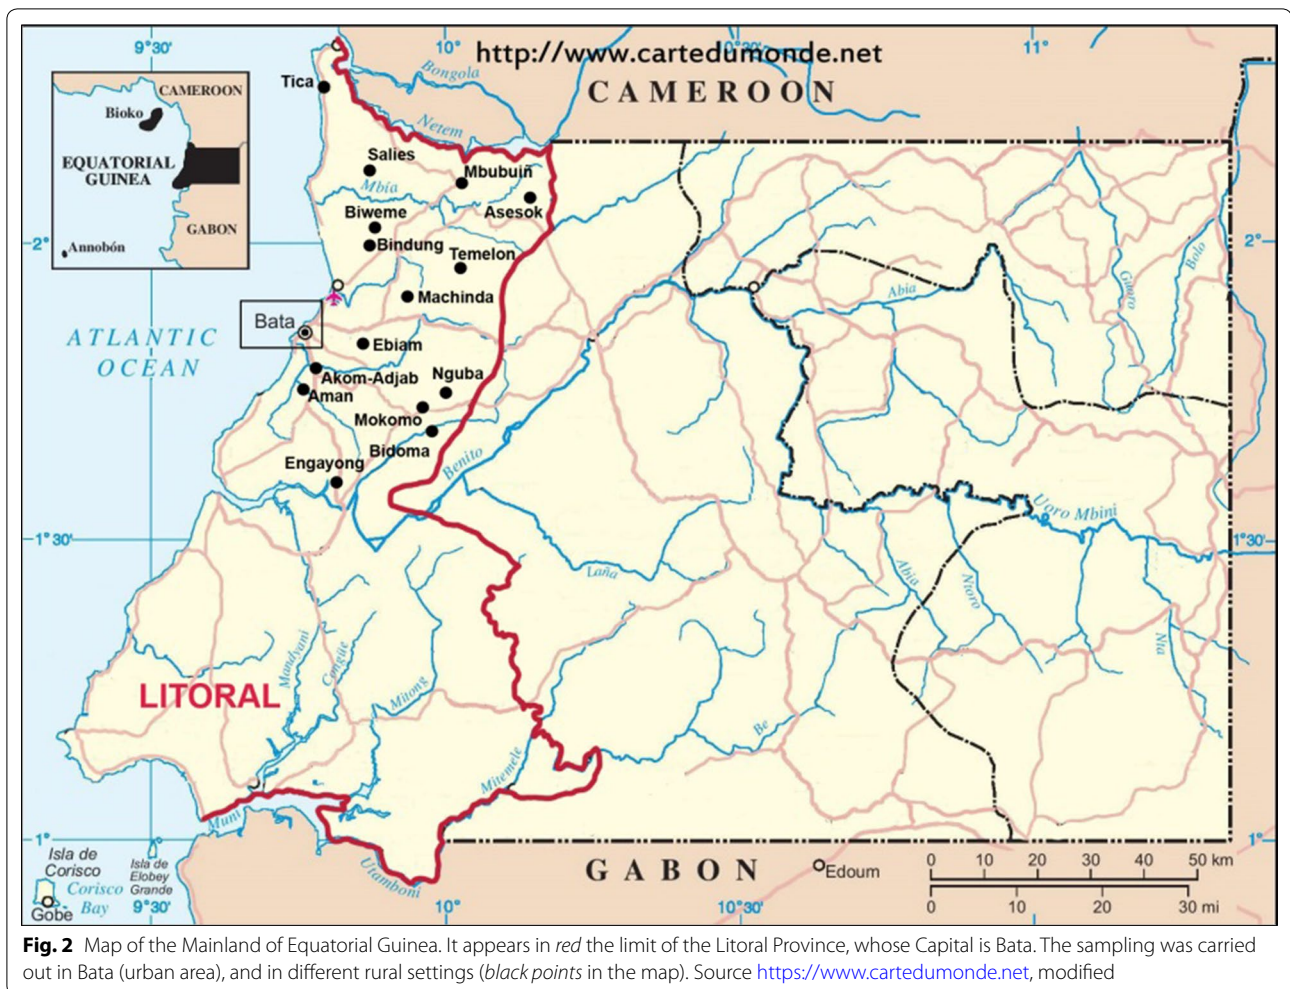 9°30'
10°
http://www.cartedumonde.net
10°30'
11°
Bongola
CAMEROON
Tica
Netem
CAMEROON
Bioko
EQUATORIAL
GUINEA
GABON
Annobón
Salies
Mbubuiñ
Mbía
Asesok
Biweme
Bindung
Temelon
2°
2°
Bolo
Guoro
Abia
Machinda
Bata
ATLANTIC
OCEAN
Ebiam
Akom-Adjab
Nguba
Aman
Mokomo
Bidoma
Engayong
Benito
Uoro Mbini
1°30'
1°30'
Laña
Abia
Ntoro
Nta
Mandyani
Congüe
Mitong
LITORAL
Be
Mitemele
Muni
Utamboni
1°
1°
Isla de
Corisco
Isla de
Elobey
Grande
Corisco
Bay
Gobe
GABON
Edoum
0 10 20 30 40 50 km
0 10 20 30 mi
9°30'
10°
10°30'
Fig. 2 Map of the Mainland of Equatorial Guinea. It appears in red the limit of the Litoral Province, whose Capital is Bata. The sampling was carried
out in Bata (urban area), and in different rural settings (black points in the map). Source https://www.cartedumonde.net, modified